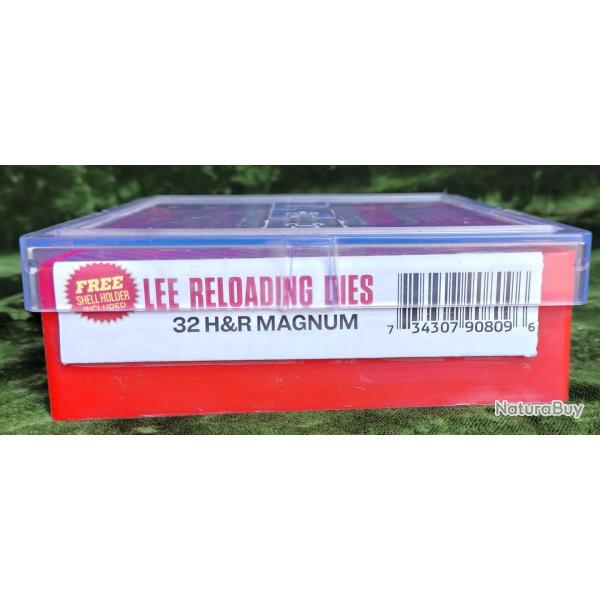 FREE
SHELL HOLDER
INCLUDED
LEE RELOADING DIES
32 H&R MAGNUM
7 34307 90809 6
NaturaBuy